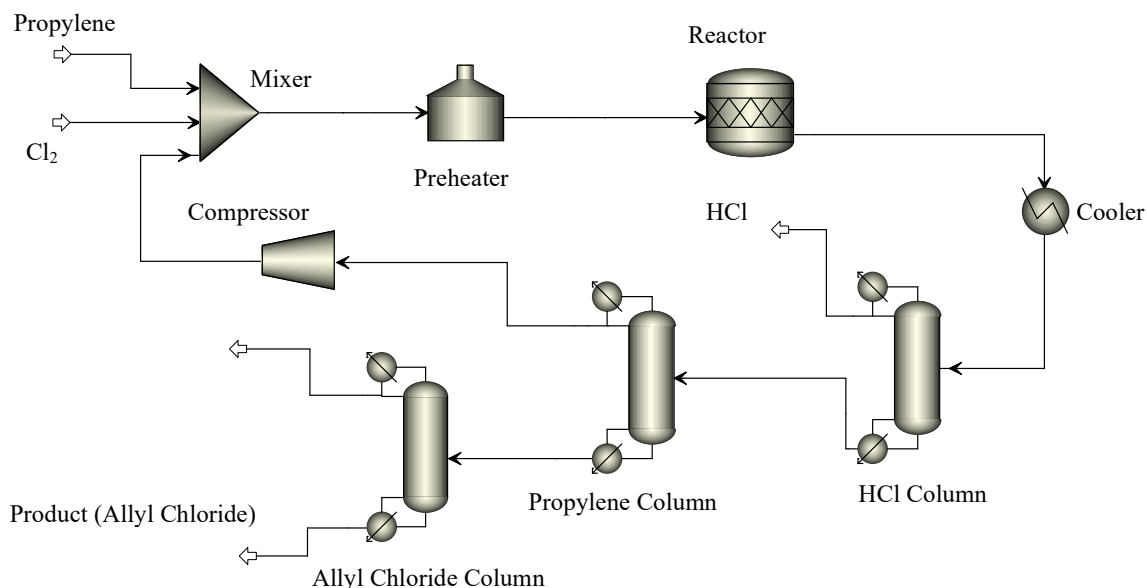 Propylene
Reactor
Mixer
Cl₂
Preheater
Compressor
HCl
Cooler
Propylene Column
HCl Column
Product (Allyl Chloride)
Allyl Chloride Column